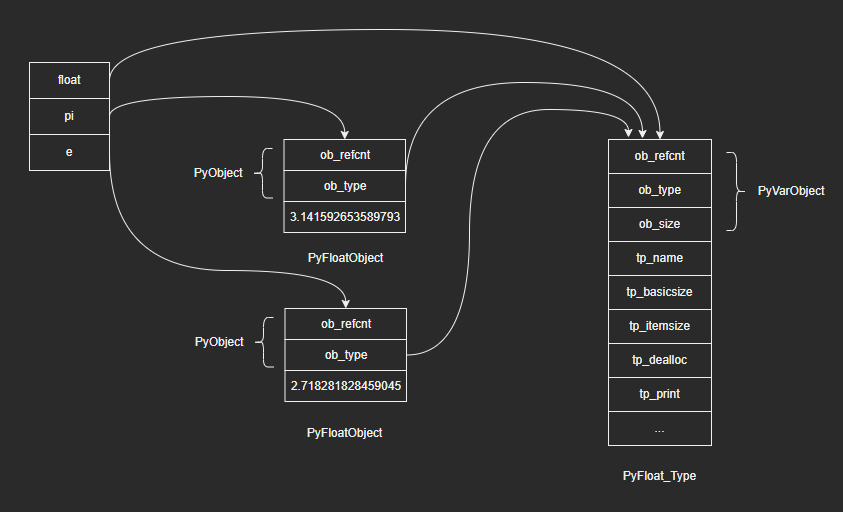 float
pi
e
PyObject
ob_refcnt
ob_type
3.141592653589793
PyFloatObject
PyObject
ob_refcnt
ob_type
2.718281828459045
PyFloatObject
ob_refcnt
ob_type
ob_size
tp_name
tp_basicsize
tp_itemsize
tp_dealloc
tp_print
...
PyVarObject
PyFloat_Type